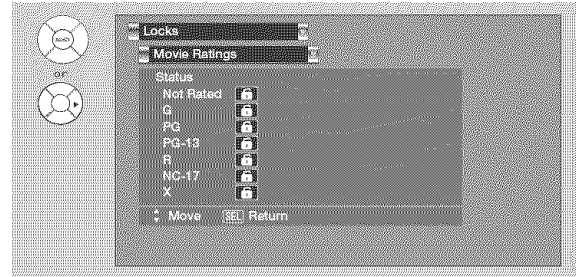 or
Locks
Movie Ratings
Status
Not Rated
G
PG
PG-13
R
NC-17
X
Move SEL Return